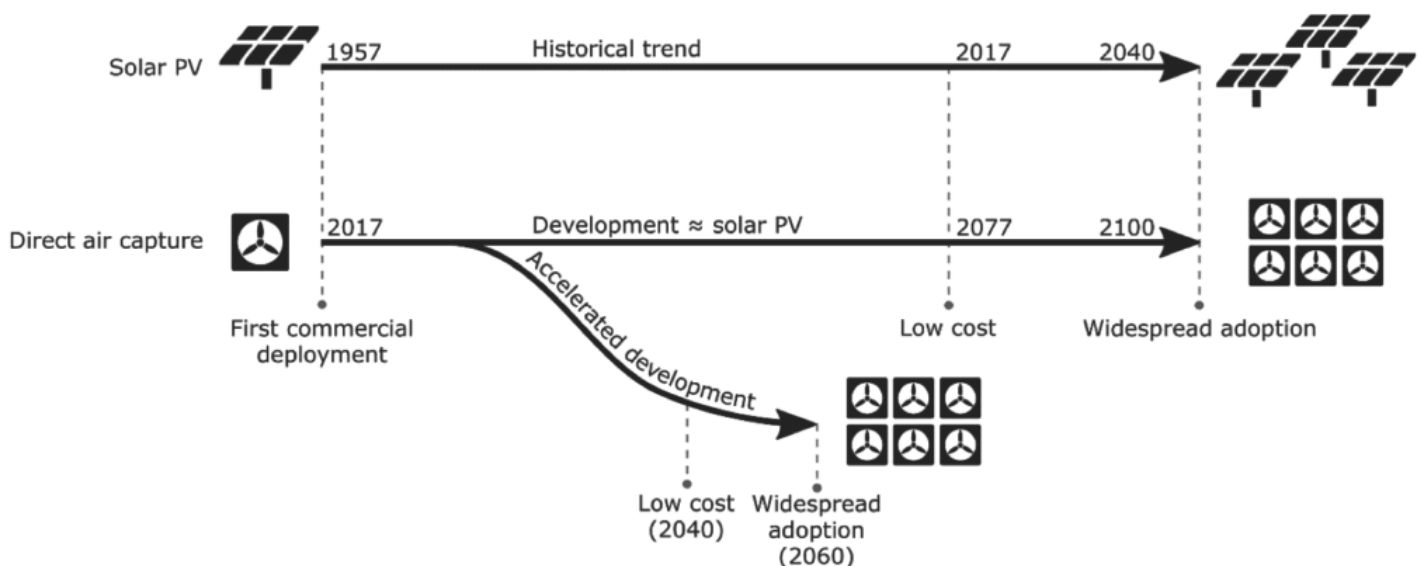 1957
Historical trend
2017
2040
Solar PV
2017
Development ≈ solar PV
2077
2100
Direct air capture
Accelerated development
First commercial
deployment
Low cost
Widespread adoption
Low cost
(2040)
Widespread
adoption
(2060)